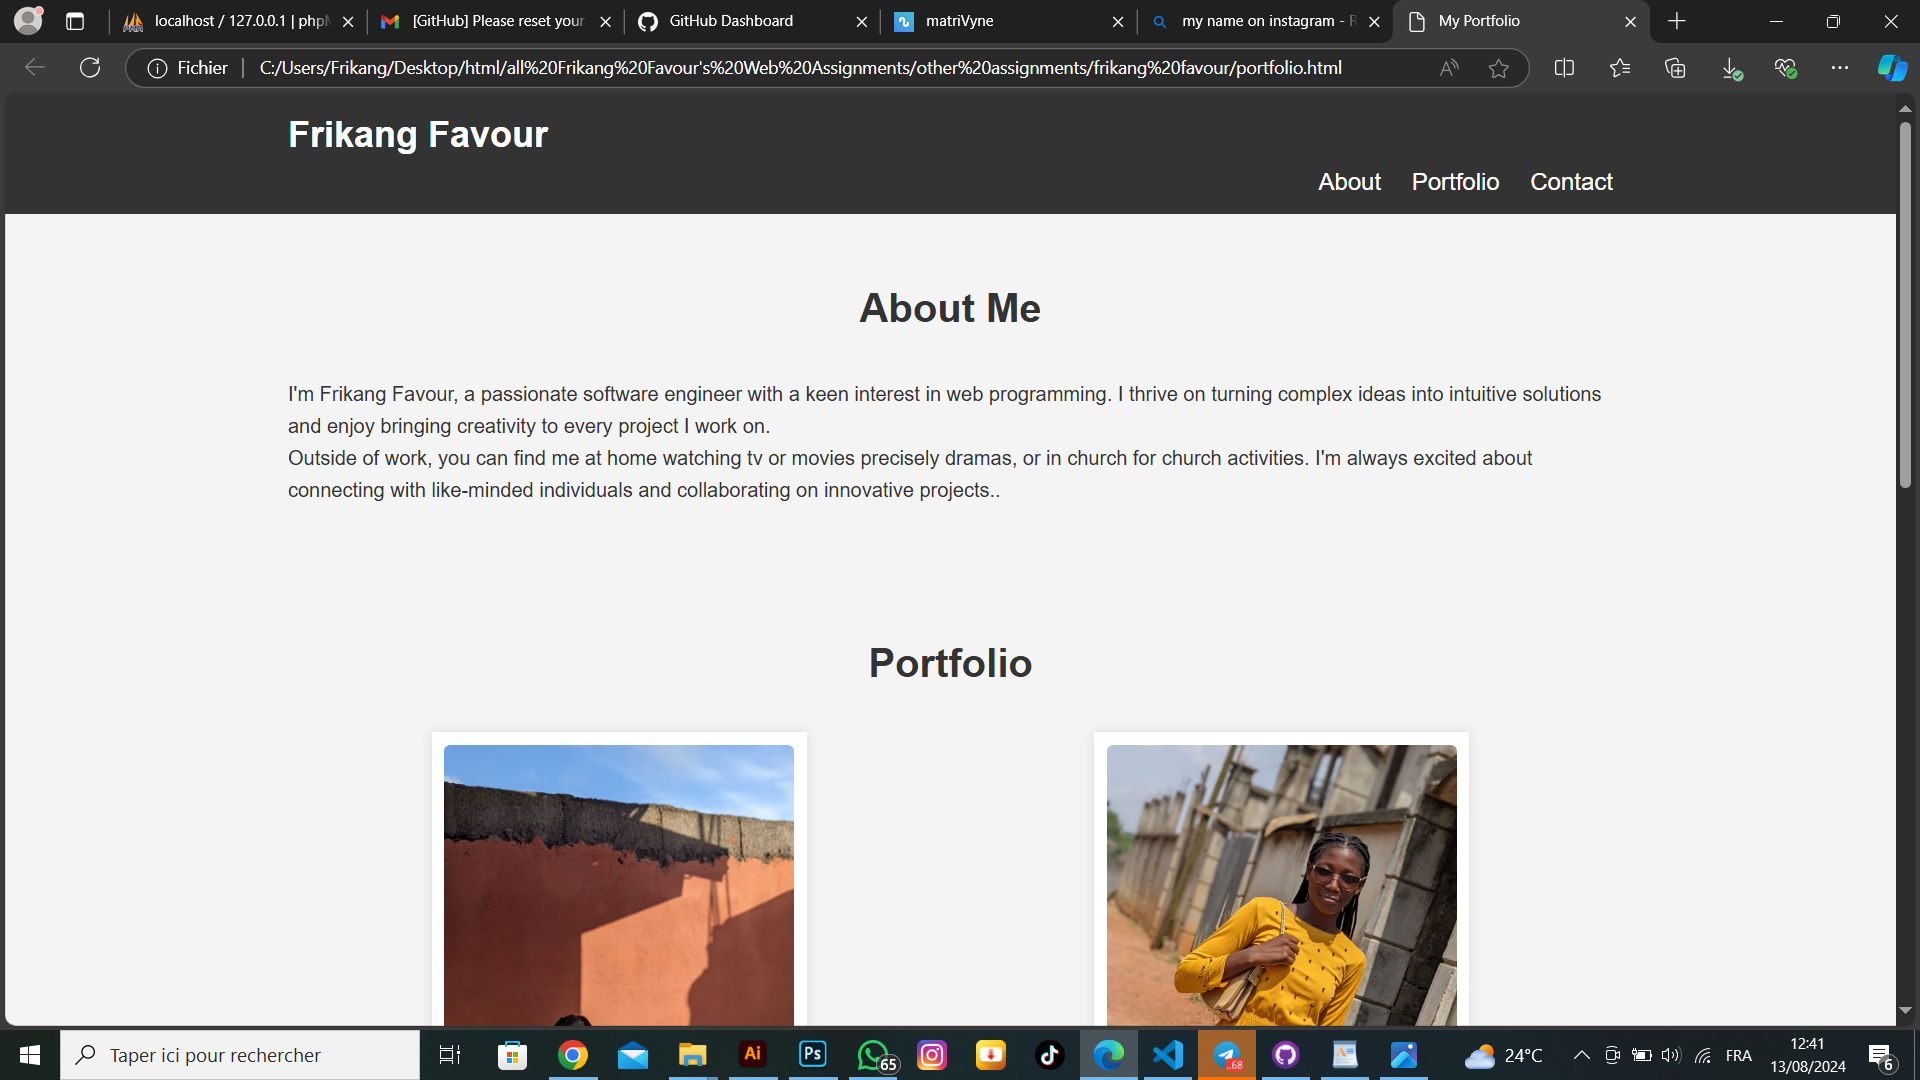 localhost / 127.0.0.1 | phpM
[GitHub] Please reset your
GitHub Dashboard
matriVyne
my name on instagram - R
My Portfolio
Fichier
C:/Users/Frikang/Desktop/html/all%20Frikang%20Favour's%20Web%20Assignments/other%20assignments/frikang%20favour/portfolio.html
Frikang Favour
About Portfolio Contact
About Me
I'm Frikang Favour, a passionate software engineer with a keen interest in web programming. I thrive on turning complex ideas into intuitive solutions
and enjoy bringing creativity to every project I work on.
Outside of work, you can find me at home watching tv or movies precisely dramas, or in church for church activities. I'm always excited about
connecting with like-minded individuals and collaborating on innovative projects..
Portfolio
Taper ici pour rechercher
Ai
Ps
65
..68
24°C
FRA
12:41
13/08/2024
6